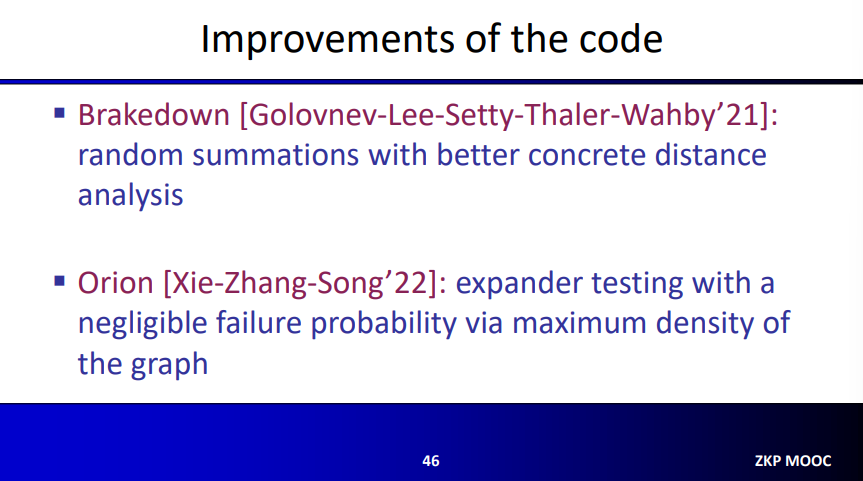 Improvements of the code
▪ Brakedown [Golovnev-Lee-Setty-Thaler-Wahby’21]:
random summations with better concrete distance
analysis
▪ Orion [Xie-Zhang-Song’22]: expander testing with a
negligible failure probability via maximum density of
the graph
46
ZKP MOOC